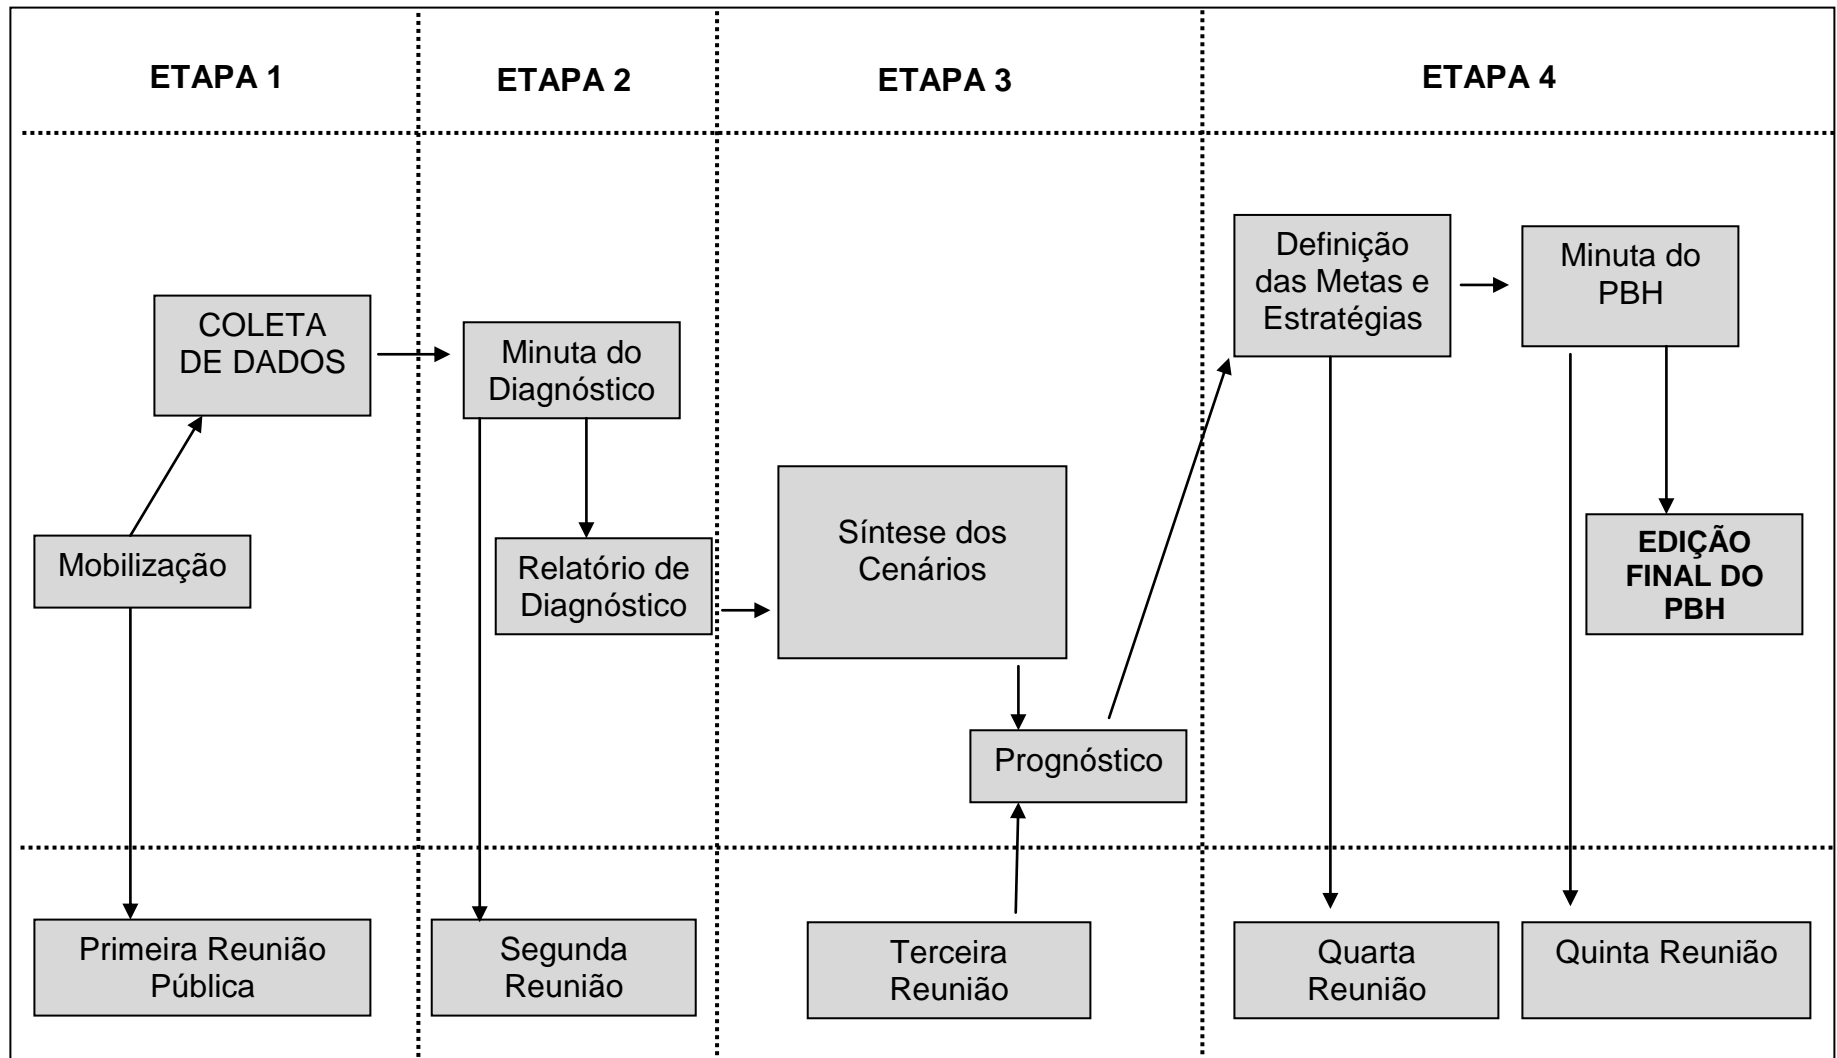 ETAPA 1
ETAPA 2
ETAPA 3
ETAPA 4
COLETA
DE DADOS
Mobilização
Primeira Reunião
Pública
Minuta do
Diagnóstico
Relatório de
Diagnóstico
Segunda
Reunião
Síntese dos
Cenários
Prognóstico
Terceira
Reunião
Definição
das Metas e
Estratégias
Minuta do
PBH
EDIÇÃO
FINAL DO
PBH
Quarta
Reunião
Quinta Reunião